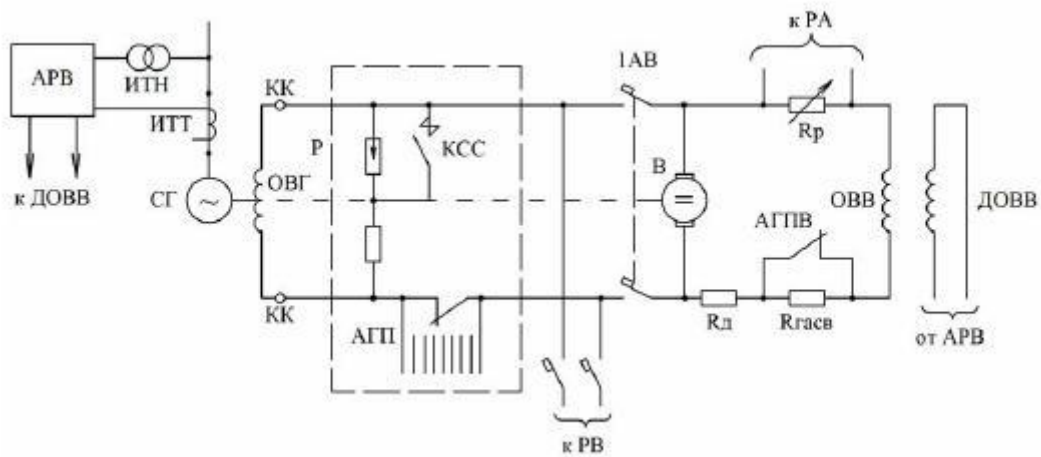 к РА
АРВ
ИТН
1АВ
КК
ИТТ
Р
КСС
Rр
к ДОВВ
СГ
ОВГ
В
ОВВ
ДОВВ
АГПВ
КК
АГП
Rд
Rгасв
от АРВ
к РВ